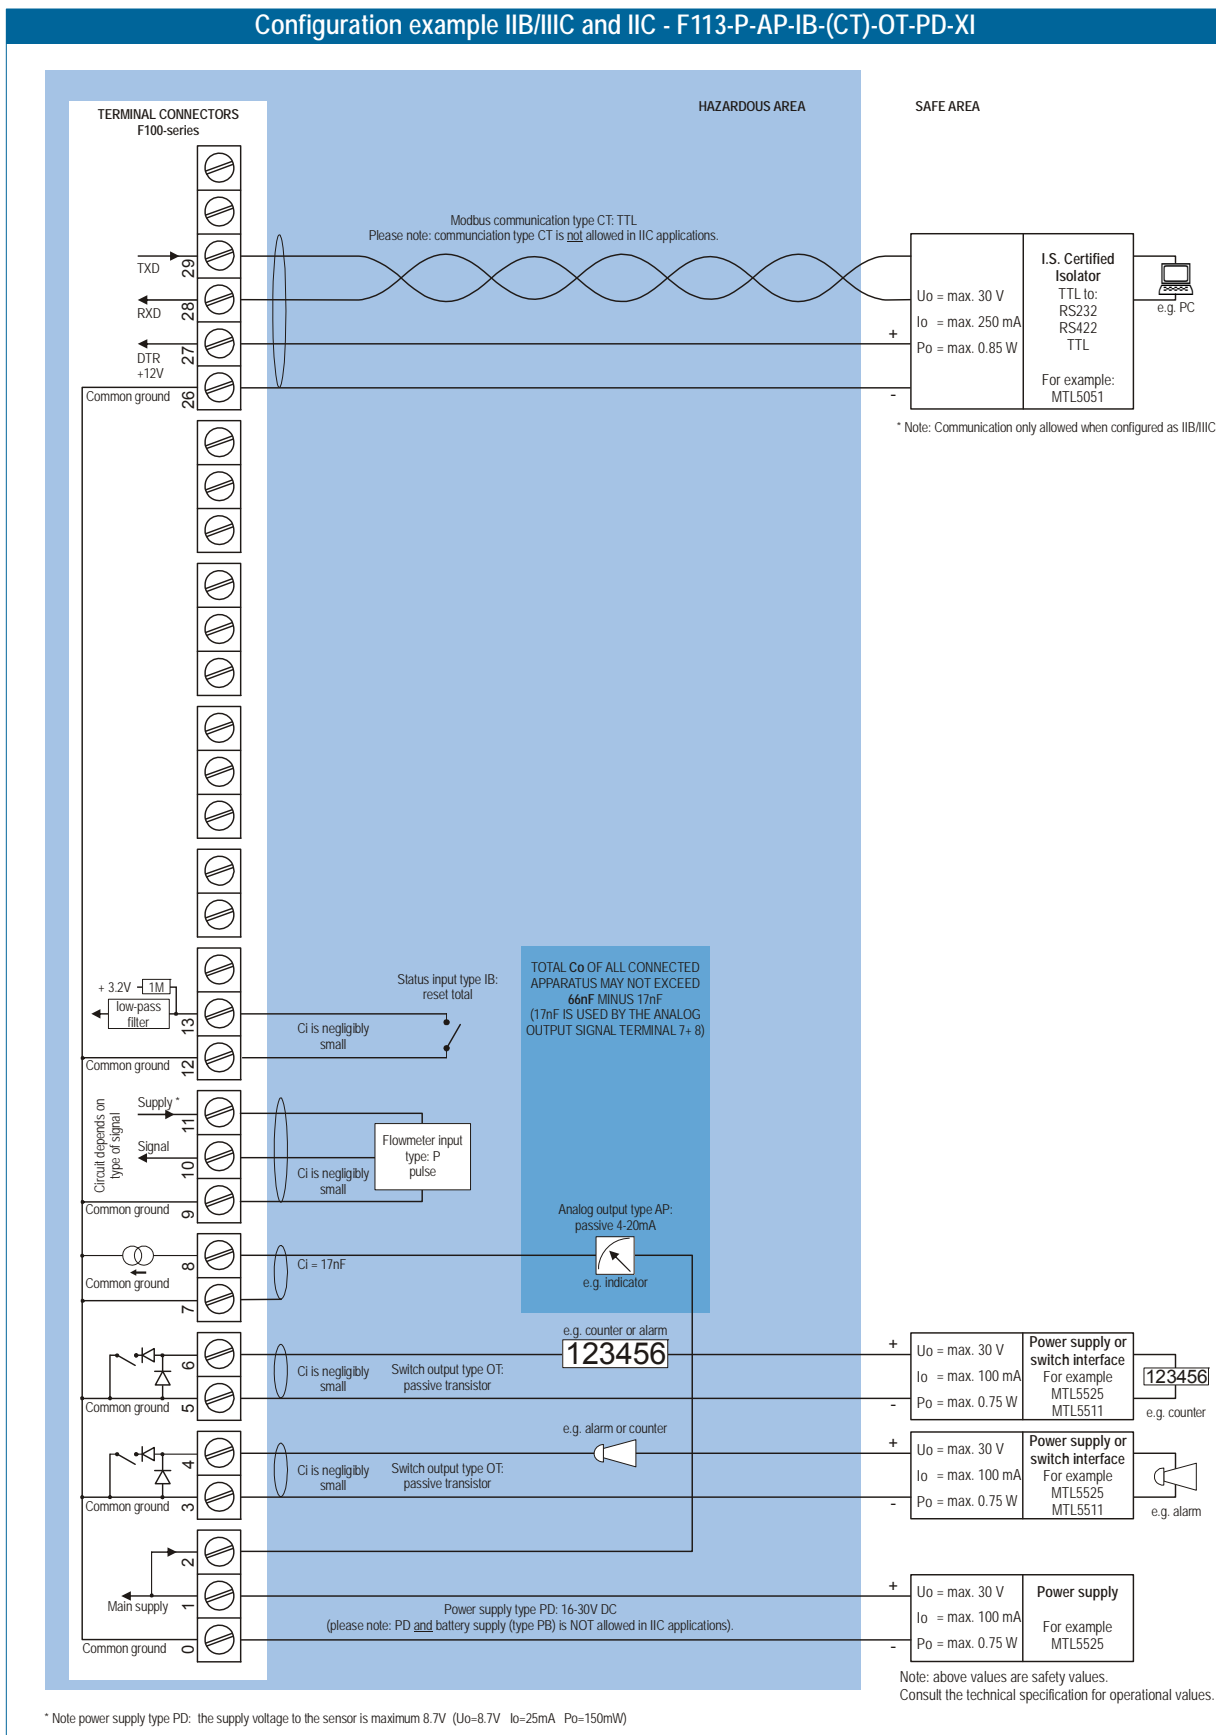 Configuration example IIB/IIIC and IIC - F113-P-AP-IB-(CT)-OT-PD-XI
HAZARDOUS AREA
SAFE AREA
TERMINAL CONNECTORS
F100-series
Modbus communication type CT: TTL
Please note: communciation type CT is not allowed in IIC applications.
TXD
29
RXD
28
DTR
+12V
27
Common ground
26
+
-
Uo = max. 30 V
Io = max. 250 mA
Po = max. 0.85 W
I.S. Certified
Isolator
TTL to:
RS232
RS422
TTL
For example:
MTL5051
e.g. PC
* Note: Communication only allowed when configured as IIB/IIIC
+ 3.2V
1M
low-pass
filter
13
Common ground
12
Status input type IB:
reset total
Ci is negligibly
small
TOTAL Co OF ALL CONNECTED
APPARATUS MAY NOT EXCEED
66nF MINUS 17nF
(17nF IS USED BY THE ANALOG
OUTPUT SIGNAL TERMINAL 7+ 8)
Circuit depends on
type of signal
Supply *
11
Signal
10
Common ground
9
Flowmeter input
type: P
pulse
Ci is negligibly
small
Analog output type AP:
passive 4-20mA
e.g. indicator
8
Common ground
7
Ci = 17nF
6
Common ground
5
Ci is negligibly
small
Switch output type OT:
passive transistor
e.g. counter or alarm
123456
+
-
Uo = max. 30 V
Io = max. 100 mA
Po = max. 0.75 W
Power supply or
switch interface
For example
MTL5525
MTL5511
123456
e.g. counter
4
Common ground
3
Ci is negligibly
small
Switch output type OT:
passive transistor
e.g. alarm or counter
+
-
Uo = max. 30 V
Io = max. 100 mA
Po = max. 0.75 W
Power supply or
switch interface
For example
MTL5525
MTL5511
e.g. alarm
2
Main supply
1
Common ground
0
Power supply type PD: 16-30V DC
(please note: PD and battery supply (type PB) is NOT allowed in IIC applications).
+
-
Uo = max. 30 V
Io = max. 100 mA
Po = max. 0.75 W
Power supply
For example
MTL5525
Note: above values are safety values.
Consult the technical specification for operational values.
* Note power supply type PD: the supply voltage to the sensor is maximum 8.7V (Uo=8.7V Io=25mA Po=150mW)